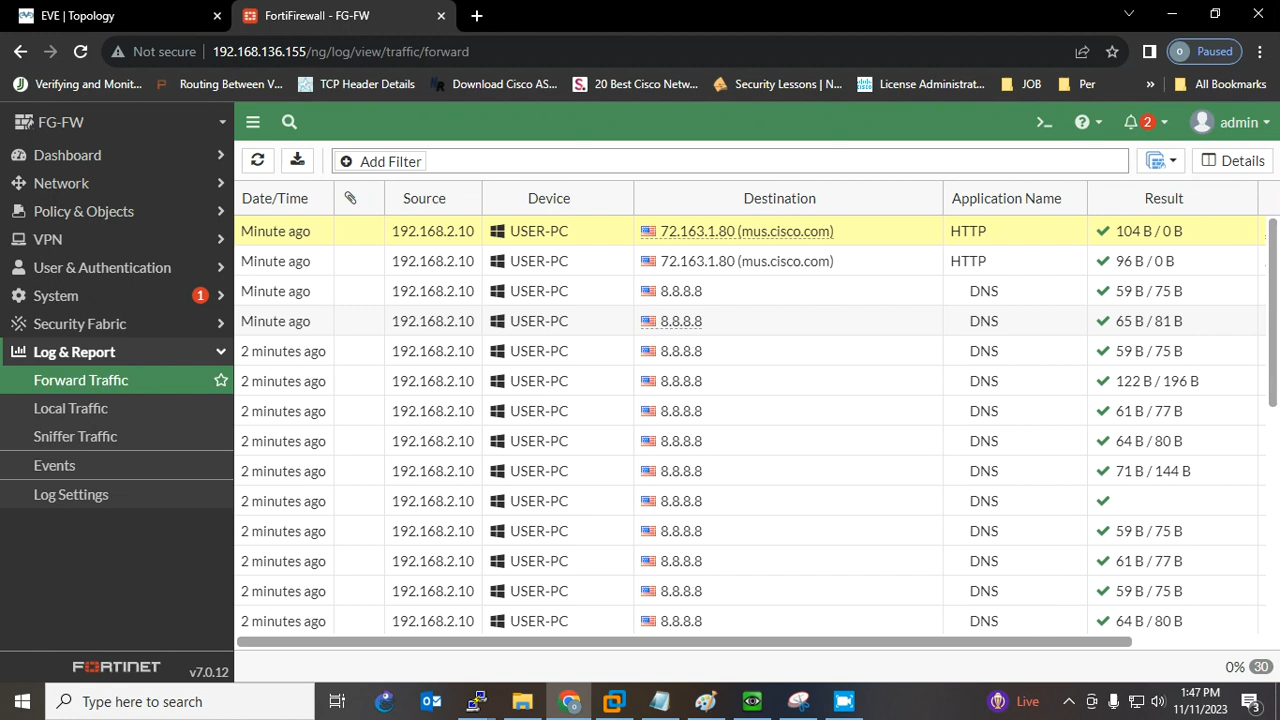 EVE | Topology
FortiFirewall - FG-FW
Not secure
192.168.136.155/ng/log/view/traffic/forward
Paused
Verifying and Monit...
Routing Between V...
TCP Header Details
Download Cisco AS...
20 Best Cisco Netw...
Security Lessons | N...
License Administrat...
JOB
Per
All Bookmarks
FG-FW
2
admin
Dashboard
Network
Policy & Objects
VPN
User & Authentication
System 1
Security Fabric
Log & Report
Forward Traffic
Local Traffic
Sniffer Traffic
Events
Log Settings
FORTINET v7.0.12
Add Filter
Details
Date/Time Source Device Destination Application Name Result
Minute ago 192.168.2.10 USER-PC 72.163.1.80 (mus.cisco.com) HTTP 104 B / 0 B
Minute ago 192.168.2.10 USER-PC 72.163.1.80 (mus.cisco.com) HTTP 96 B / 0 B
Minute ago 192.168.2.10 USER-PC 8.8.8.8 DNS 59 B / 75 B
Minute ago 192.168.2.10 USER-PC 8.8.8.8 DNS 65 B / 81 B
2 minutes ago 192.168.2.10 USER-PC 8.8.8.8 DNS 59 B / 75 B
2 minutes ago 192.168.2.10 USER-PC 8.8.8.8 DNS 122 B / 196 B
2 minutes ago 192.168.2.10 USER-PC 8.8.8.8 DNS 61 B / 77 B
2 minutes ago 192.168.2.10 USER-PC 8.8.8.8 DNS 64 B / 80 B
2 minutes ago 192.168.2.10 USER-PC 8.8.8.8 DNS 71 B / 144 B
2 minutes ago 192.168.2.10 USER-PC 8.8.8.8 DNS
2 minutes ago 192.168.2.10 USER-PC 8.8.8.8 DNS 59 B / 75 B
2 minutes ago 192.168.2.10 USER-PC 8.8.8.8 DNS 61 B / 77 B
2 minutes ago 192.168.2.10 USER-PC 8.8.8.8 DNS 59 B / 75 B
2 minutes ago 192.168.2.10 USER-PC 8.8.8.8 DNS 64 B / 80 B
0% 30
Type here to search
Live
1:47 PM
11/11/2023
3